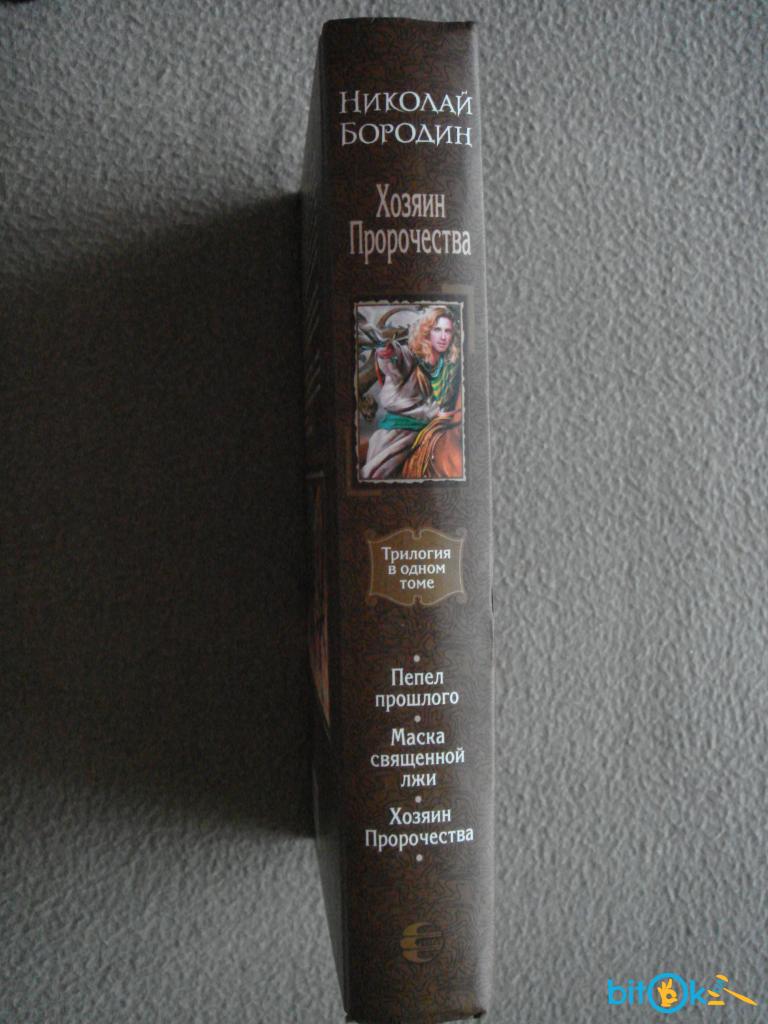 НИКОЛАЙ
БОРОДИН
Хозяин
Пророчества
Трилогия
в одном
томе
Пепел
прошлого
Маска
священной
лжи
Хозяин
Пророчества
bitOk